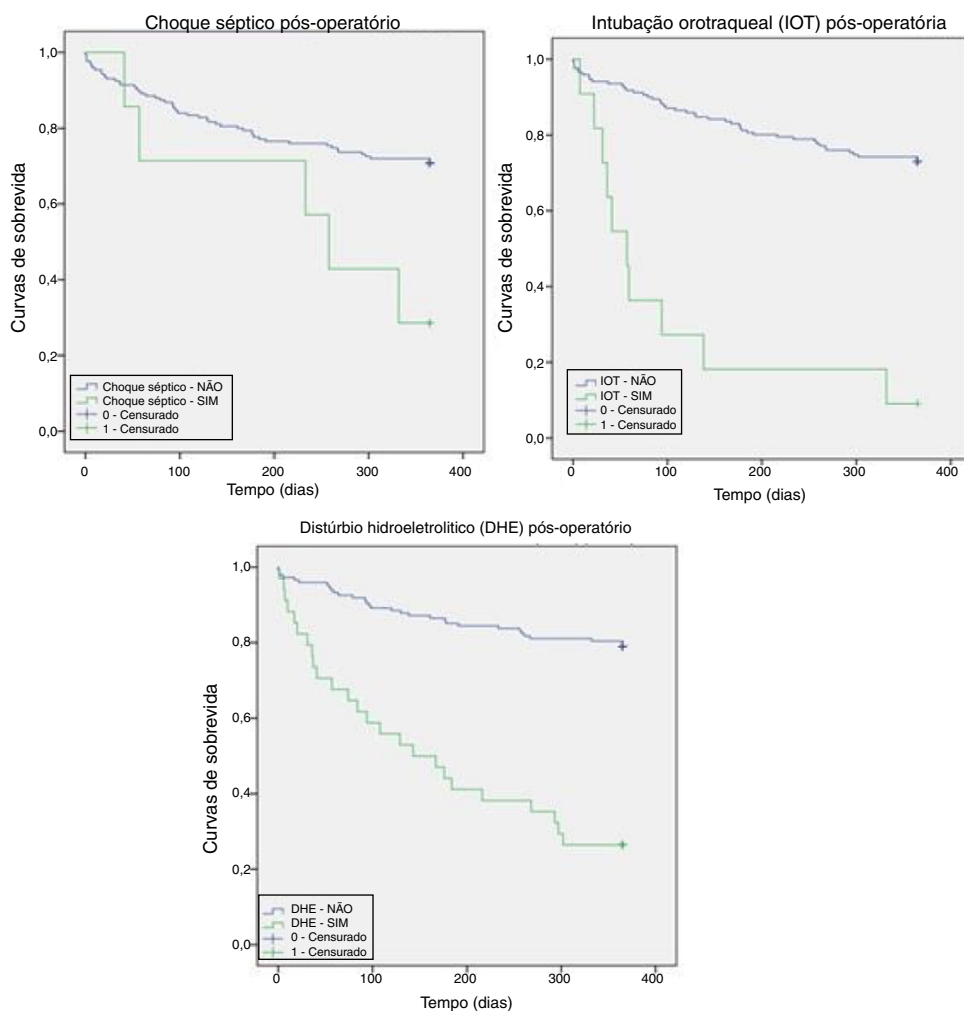 Choque séptico pós-operatório
Curvas de sobrevida
1,0
0,8
0,6
0,4
0,2
0,0
Choque séptico - NÃO
Choque séptico - SIM
0 - Censurado
1 - Censurado
0
100
200
300
400
Tempo (dias)
Intubação orotraqueal (IOT) pós-operatória
Curvas de sobrevida
1,0
0,8
0,6
0,4
0,2
0,0
IOT - NÃO
IOT - SIM
0 - Censurado
1 - Censurado
0
100
200
300
400
Tempo (dias)
Distúrbio hidroeletrolitico (DHE) pós-operatório
Curvas de sobrevida
1,0
0,8
0,6
0,4
0,2
0,0
DHE - NÃO
DHE - SIM
0 - Censurado
1 - Censurado
0
100
200
300
400
Tempo (dias)